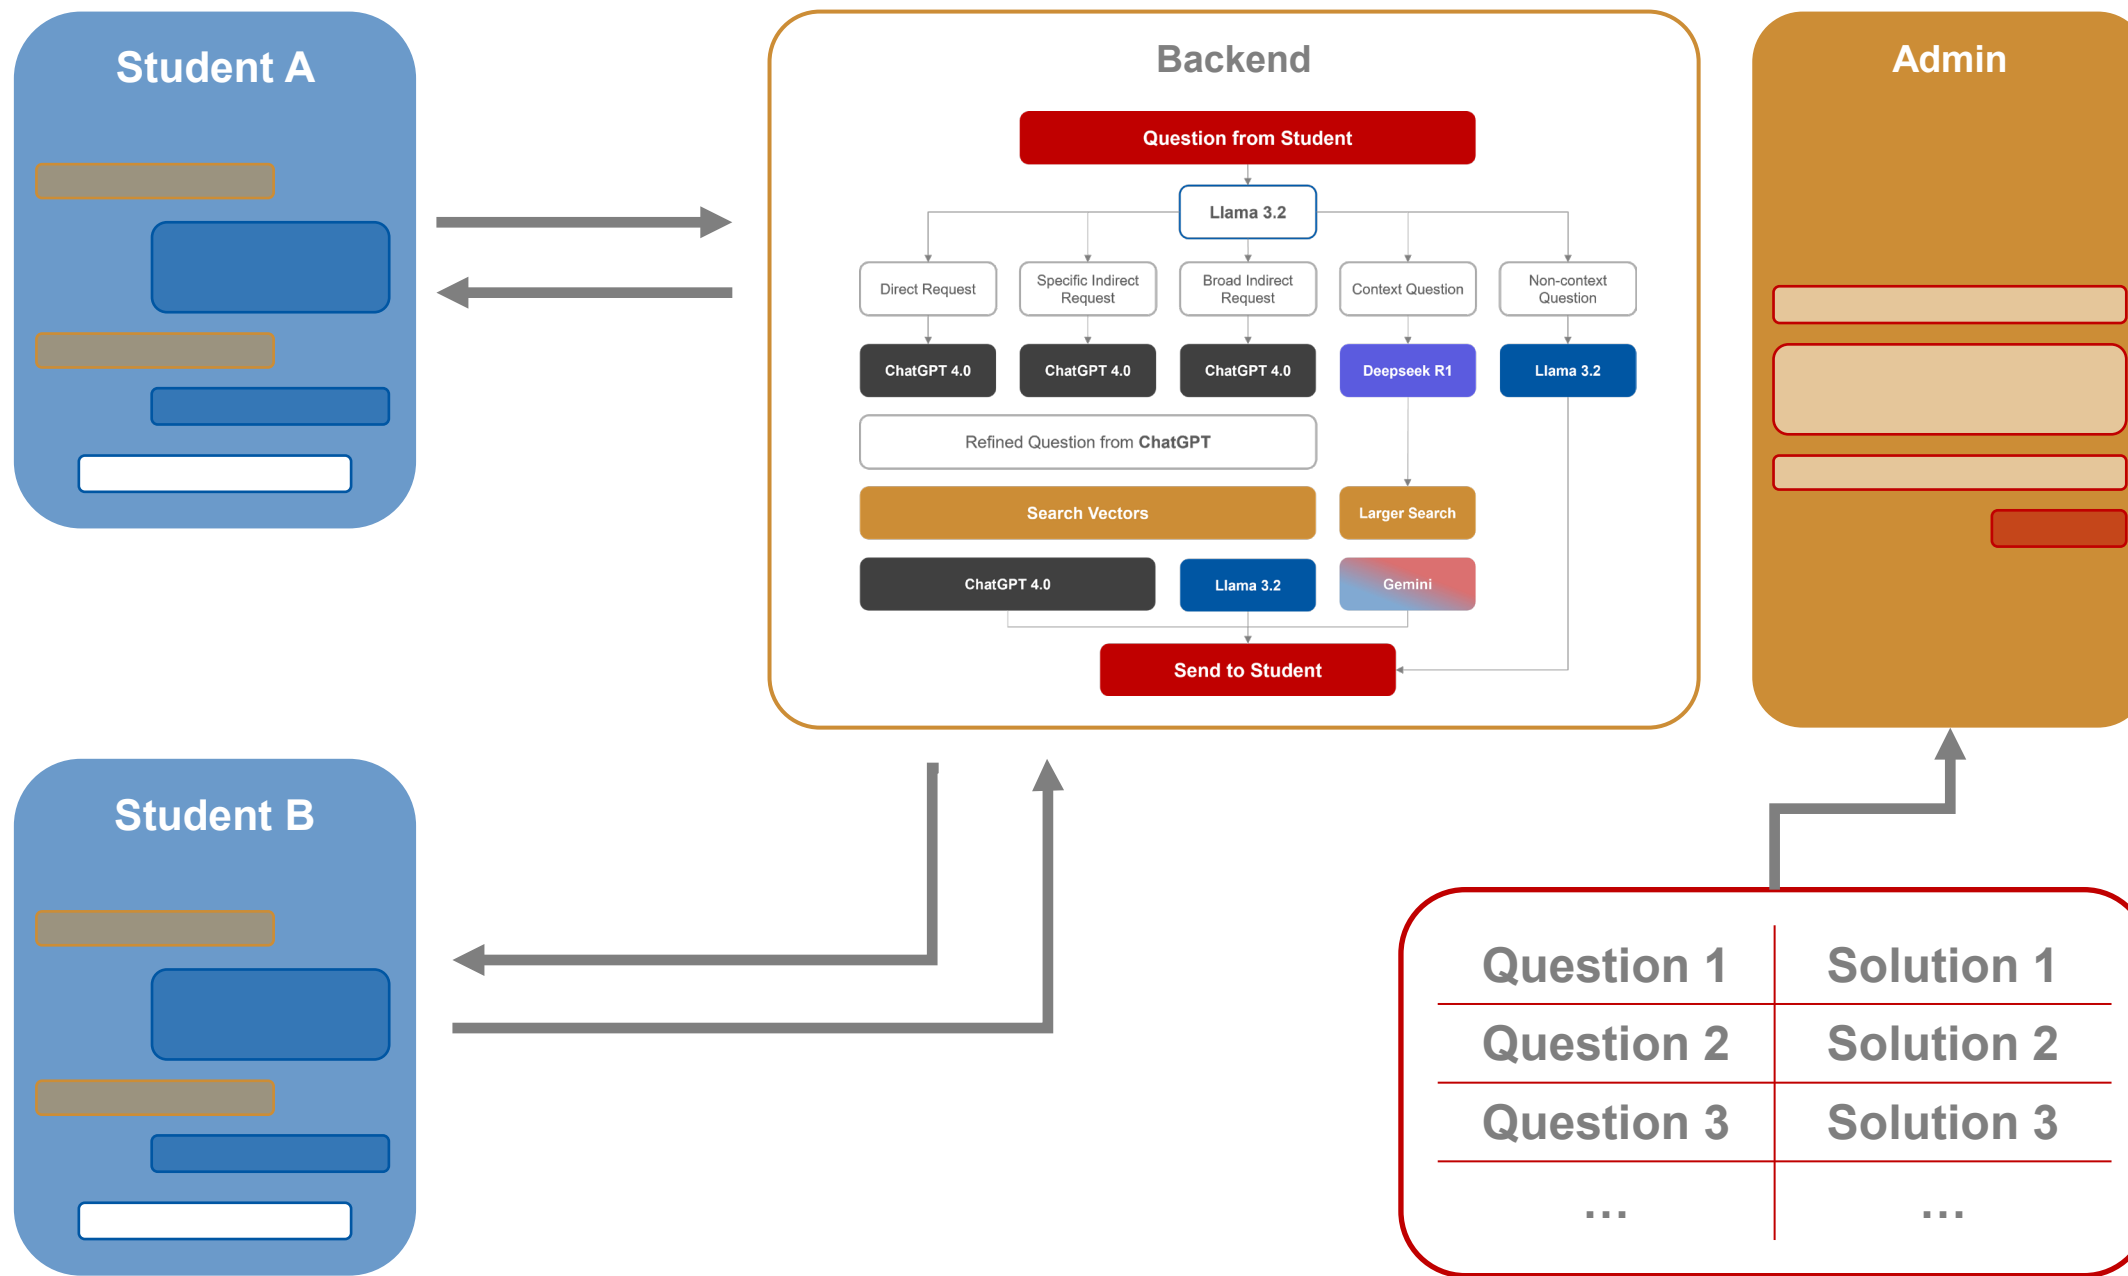 Student A
Backend
Admin
Question from Student
Llama 3.2
Direct Request
Specific Indirect
Request
Broad Indirect
Request
Context Question
Non-context
Question
ChatGPT 4.0
ChatGPT 4.0
ChatGPT 4.0
Deepseek R1
Llama 3.2
Refined Question from ChatGPT
Search Vectors
Larger Search
ChatGPT 4.0
Llama 3.2
Gemini
Send to Student
Student B
Question 1
Solution 1
Question 2
Solution 2
Question 3
Solution 3
...
...